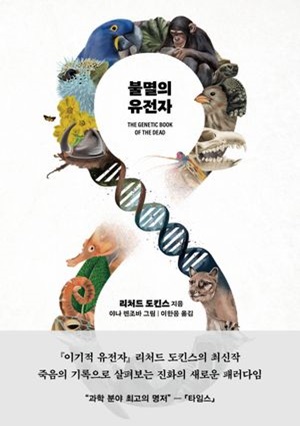 불멸의
유전자
THE GENETIC BOOK
OF THE DEAD
리처드 도킨스 지음
야나 렌조바 그림 | 이한음 옮김
『이기적 유전자』 리처드 도킨스의 최신작
죽음의 기록으로 살펴보는 진화의 새로운 패러다임
“과학 분야 최고의 명저” ―「타임스」